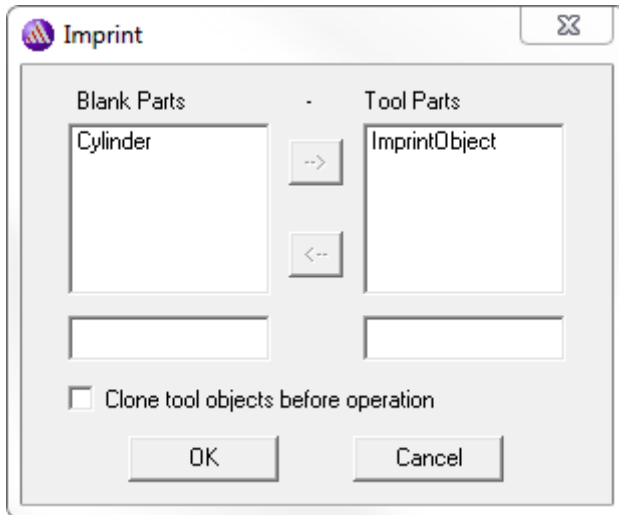 Imprint
Blank Parts - Tool Parts
Cylinder
ImprintObject
-->
<--
Clone tool objects before operation
OK
Cancel